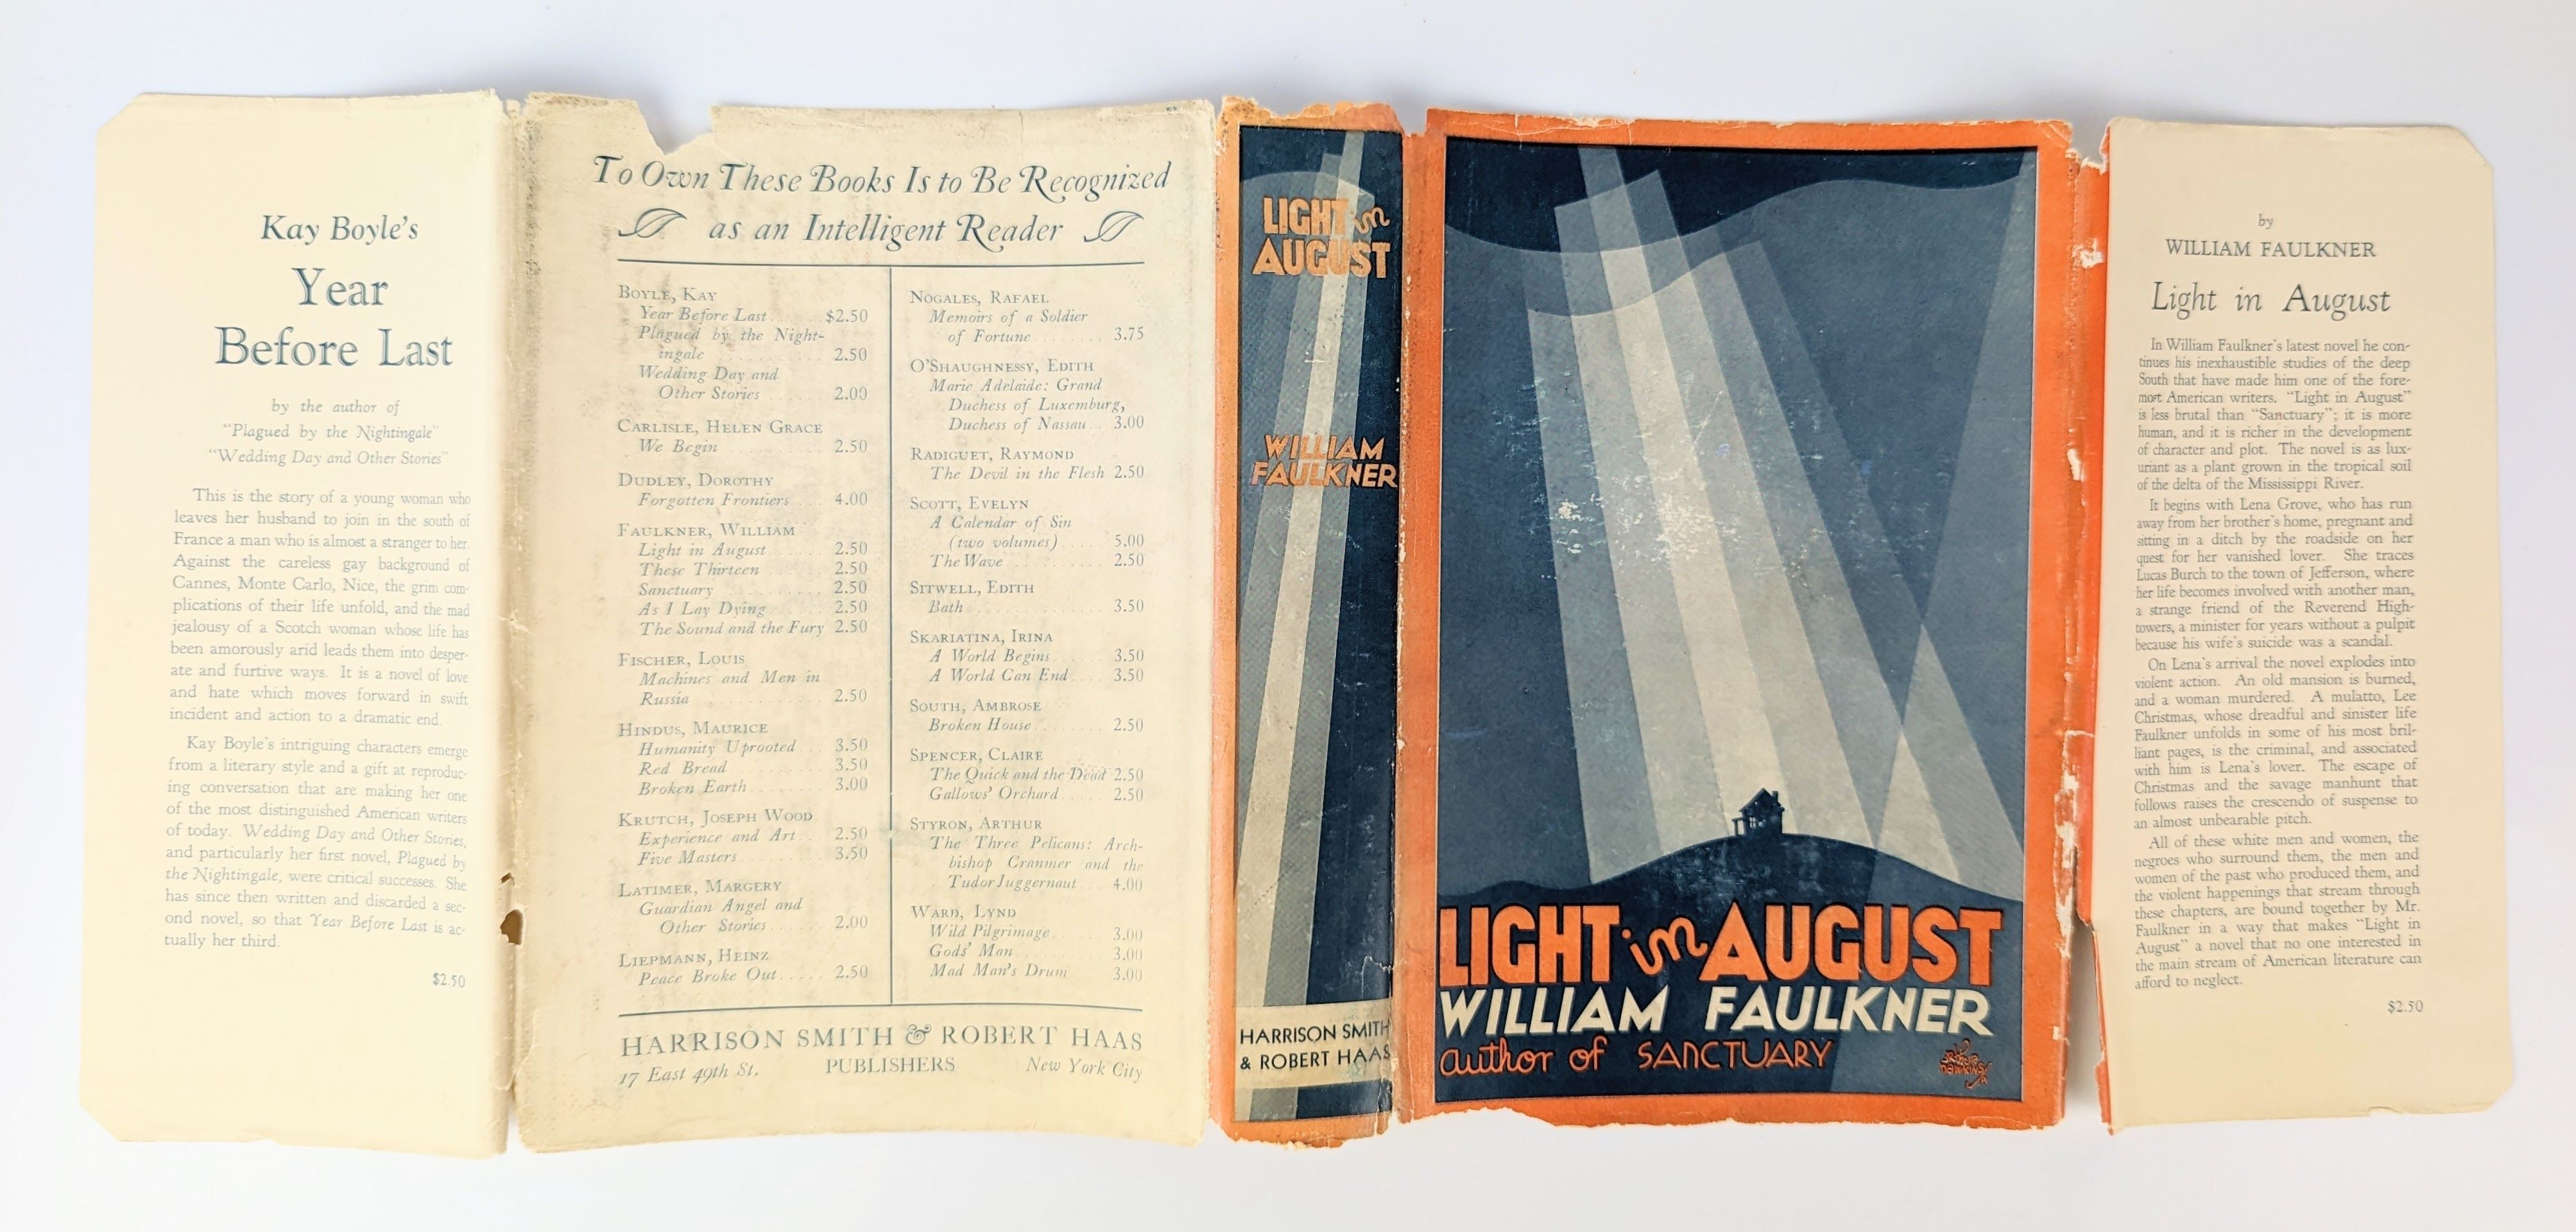 Kay Boyle's
Year
Before Last
by the author of
"Plagued by the Nightingale"
"Wedding Day and Other Stories"
This is the story of a young woman who
leaves her husband to join in the south of
France a man who is almost a stranger to her.
Against the careless gay background of
Cannes, Monte Carlo, Nice, the grim com-
plications of their life unfold, and the mad
jealousy of a Scotch woman whose life has
been amorously arid leads them into desper-
ate and furtive ways. It is a novel of love
and hate which moves forward in swift
incident and action to a dramatic end.
Kay Boyle's intriguing characters emerge
from a literary style and a gift at reproduc-
ing conversation that are making her one
of the most distinguished American writers
of today. Wedding Day and Other Stories,
and particularly her first novel, Plagued by
the Nightingale, were critical successes. She
has since then written and discarded a sec-
ond novel, so that Year Before Last is ac-
tually her third.
$2.50
To Own These Books Is to Be Recognized
as an Intelligent Reader
BOYLE, KAY
Year Before Last..... $2.50
Plagued by the Night-
ingale .......... 2.50
Wedding Day and
Other Stories ....... 2.00
CARLISLE, HELEN GRACE
We Begin .......... 2.50
DUDLEY, DOROTHY
Forgotten Frontiers .... 4.00
FAULKNER, WILLIAM
Light in August ...... 2.50
These Thirteen ...... 2.50
Sanctuary .......... 2.50
As I Lay Dying ...... 2.50
The Sound and the Fury 2.50
FISCHER, LOUIS
Machines and Men in
Russia .......... 2.50
HINDUS, MAURICE
Humanity Uprooted ... 3.50
Red Bread .......... 3.50
Broken Earth ........ 3.00
KRUTCH, JOSEPH WOOD
Experience and Art ... 2.50
Five Masters ........ 3.50
LATIMER, MARGERY
Guardian Angel and
Other Stories ....... 2.00
LIEPMANN, HEINZ
Peace Broke Out ..... 2.50
NOGALES, RAFAEL
Memoirs of a Soldier
of Fortune ........ 3.75
O'SHAUGHNESSY, EDITH
Marie Adelaide: Grand
Duchess of Luxemburg,
Duchess of Nassau .. 3.00
RADIGUET, RAYMOND
The Devil in the Flesh 2.50
SCOTT, EVELYN
A Calendar of Sin
(two volumes) ..... 5.00
The Wave .......... 2.50
SITWELL, EDITH
Bath ............. 3.50
SKARIATINA, IRINA
A World Begins ...... 3.50
A World Can End .... 3.50
SOUTH, AMBROSE
Broken House ....... 2.50
SPENCER, CLAIRE
The Quick and the Dead 2.50
Gallows' Orchard ..... 2.50
STYRON, ARTHUR
The Three Pelicans: Arch-
bishop Cranmer and the
Tudor Juggernaut ... 4.00
WARD, LYND
Wild Pilgrimage ...... 3.00
Gods' Man .......... 3.00
Mad Man's Drum .... 3.00
HARRISON SMITH & ROBERT HAAS
17 East 49th St. PUBLISHERS New York City
LIGHT in
AUGUST
WILLIAM
FAULKNER
HARRISON SMITH
& ROBERT HAAS
LIGHT in AUGUST
WILLIAM FAULKNER
author of SANCTUARY
ARTHUR
HAWKINS
JR
by
WILLIAM FAULKNER
Light in August
In William Faulkner's latest novel he con-
tinues his inexhaustible studies of the deep
South that have made him one of the fore-
most American writers. "Light in August"
is less brutal than "Sanctuary"; it is more
human, and it is richer in the development
of character and plot. The novel is as lux-
uriant as a plant grown in the tropical soil
of the delta of the Mississippi River.
It begins with Lena Grove, who has run
away from her brother's home, pregnant and
sitting in a ditch by the roadside on her
quest for her vanished lover. She traces
Lucas Burch to the town of Jefferson, where
her life becomes involved with another man,
a strange friend of the Reverend High-
towers, a minister for years without a pulpit
because his wife's suicide was a scandal.
On Lena's arrival the novel explodes into
violent action. An old mansion is burned,
and a woman murdered. A mulatto, Lee
Christmas, whose dreadful and sinister life
Faulkner unfolds in some of his most bril-
liant pages, is the criminal, and associated
with him is Lena's lover. The escape of
Christmas and the savage manhunt that
follows raises the crescendo of suspense to
an almost unbearable pitch.
All of these white men and women, the
negroes who surround them, the men and
women of the past who produced them, and
the violent happenings that stream through
these chapters, are bound together by Mr.
Faulkner in a way that makes "Light in
August" a novel that no one interested in
the main stream of American literature can
afford to neglect.
$2.50